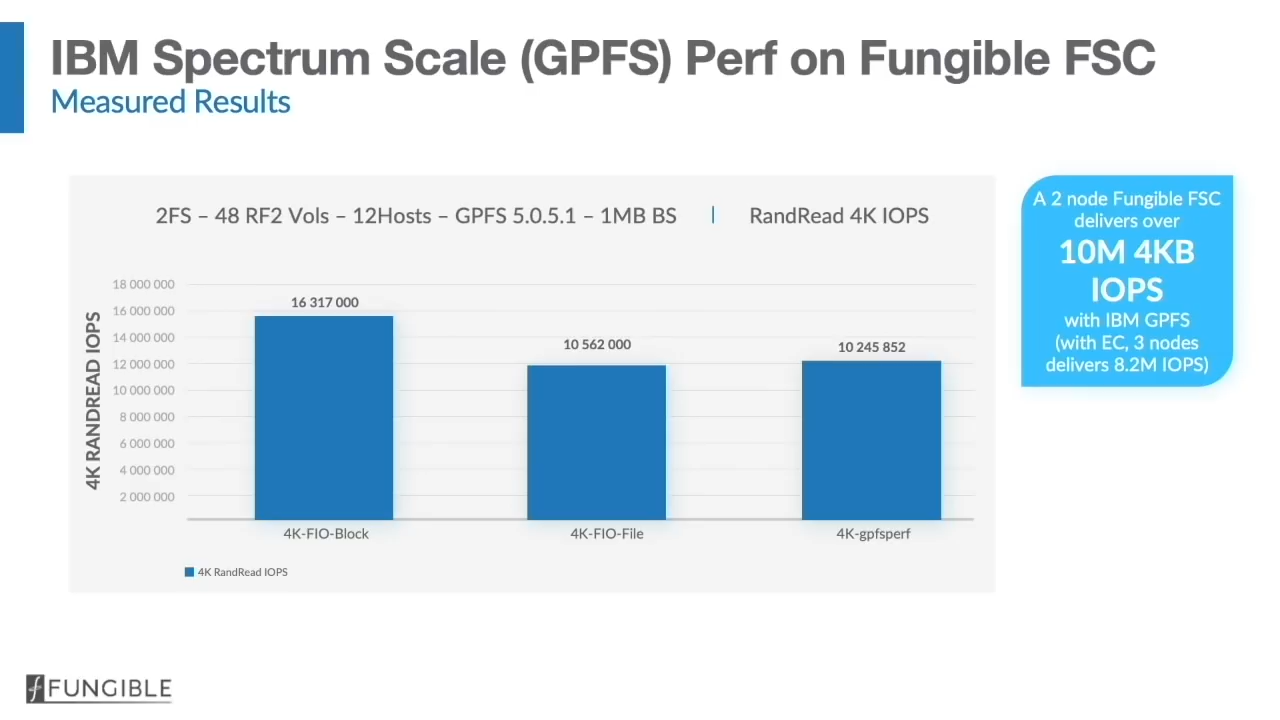 IBM Spectrum Scale (GPFS) Perf on Fungible FSC
Measured Results
2FS – 48 RF2 Vols – 12Hosts – GPFS 5.0.5.1 – 1MB BS | RandRead 4K IOPS
4K RANDREAD IOPS
18 000 000
16 000 000
14 000 000
12 000 000
10 000 000
8 000 000
6 000 000
4 000 000
2 000 000
16 317 000
10 562 000
10 245 852
4K-FIO-Block
4K-FIO-File
4K-gpfsperf
4K RandRead IOPS
A 2 node Fungible FSC
delivers over
10M 4KB
IOPS
with IBM GPFS
(with EC, 3 nodes
delivers 8.2M IOPS)
FUNGIBLE